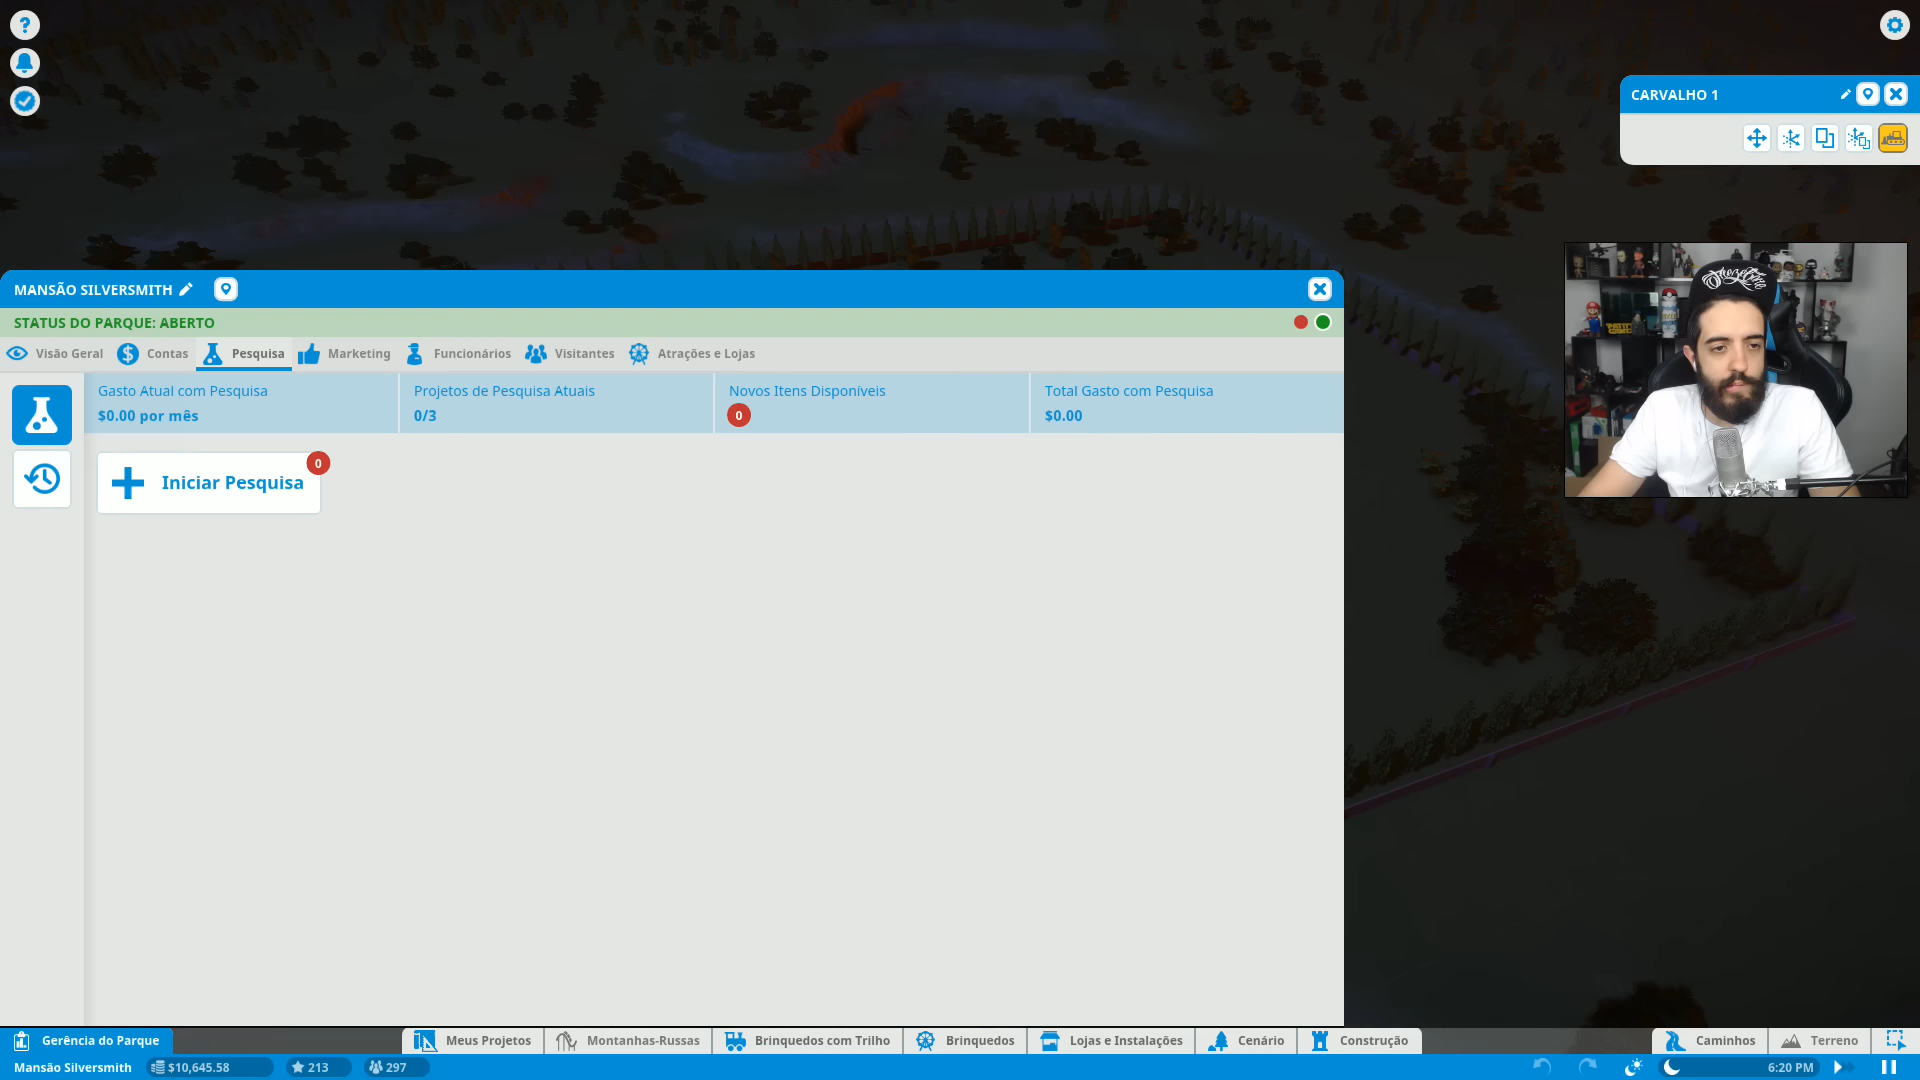 ?
CARVALHO 1
MANSÃO SILVERSMITH
STATUS DO PARQUE: ABERTO
Visão Geral
Contas
Pesquisa
Marketing
Funcionários
Visitantes
Atrações e Lojas
Gasto Atual com Pesquisa
$0.00 por mês
Projetos de Pesquisa Atuais
0/3
Novos Itens Disponíveis
0
Total Gasto com Pesquisa
$0.00
Iniciar Pesquisa
0
Gerência do Parque
Meus Projetos
Montanhas-Russas
Brinquedos com Trilho
Brinquedos
Lojas e Instalações
Cenário
Construção
Caminhos
Terreno
Mansão Silversmith
$10,645.58
213
297
6:20 PM